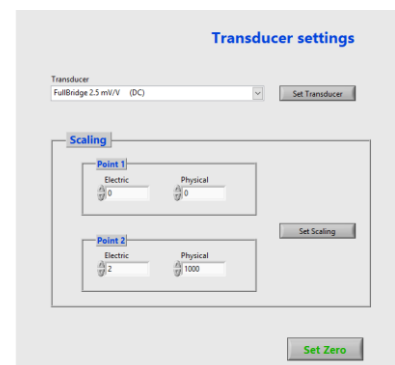 Transducer settings
Transducer
FullBridge 2.5 mV/V (DC)
Set Transducer
Scaling
Point 1
Electric Physical
0 0
Set Scaling
Point 2
Electric Physical
2 1000
Set Zero